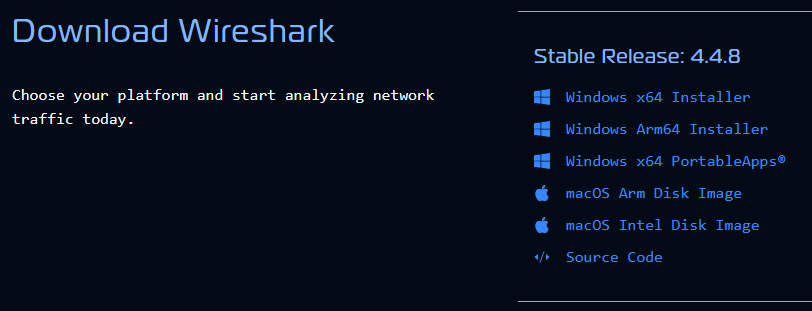 Download Wireshark
Choose your platform and start analyzing network
traffic today.
Stable Release: 4.4.8
Windows x64 Installer
Windows Arm64 Installer
Windows x64 PortableApps®
macOS Arm Disk Image
macOS Intel Disk Image
Source Code